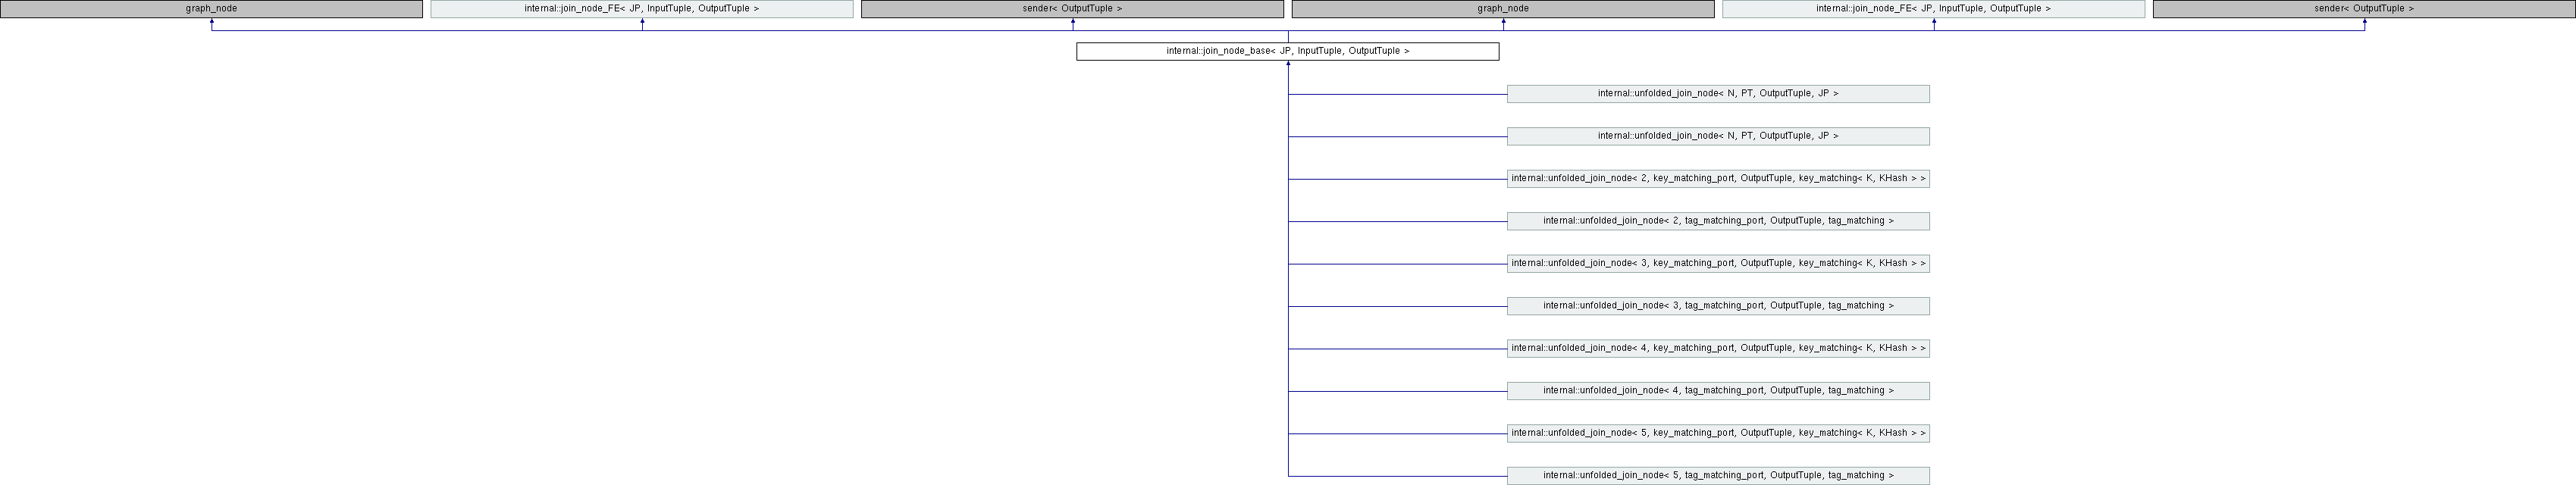 graph_node
internal::join_node_FE< JP, InputTuple, OutputTuple >
sender< OutputTuple >
graph_node
internal::join_node_FE< JP, InputTuple, OutputTuple >
sender< OutputTuple >
internal::join_node_base< JP, InputTuple, OutputTuple >
internal::unfolded_join_node< N, PT, OutputTuple, JP >
internal::unfolded_join_node< N, PT, OutputTuple, JP >
internal::unfolded_join_node< 2, key_matching_port, OutputTuple, key_matching< K, KHash > >
internal::unfolded_join_node< 2, tag_matching_port, OutputTuple, tag_matching >
internal::unfolded_join_node< 3, key_matching_port, OutputTuple, key_matching< K, KHash > >
internal::unfolded_join_node< 3, tag_matching_port, OutputTuple, tag_matching >
internal::unfolded_join_node< 4, key_matching_port, OutputTuple, key_matching< K, KHash > >
internal::unfolded_join_node< 4, tag_matching_port, OutputTuple, tag_matching >
internal::unfolded_join_node< 5, key_matching_port, OutputTuple, key_matching< K, KHash > >
internal::unfolded_join_node< 5, tag_matching_port, OutputTuple, tag_matching >